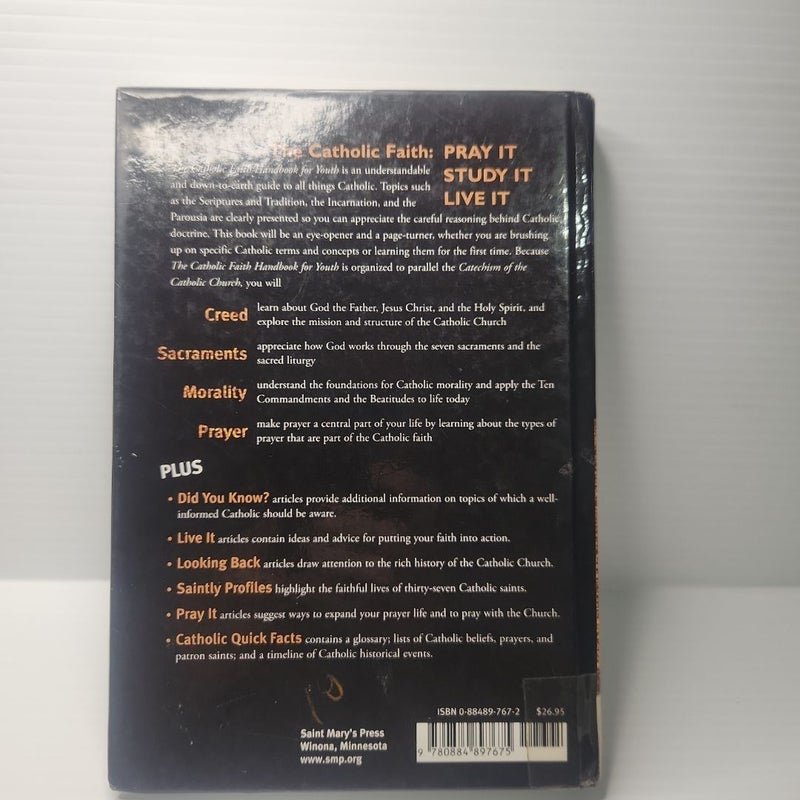 The Catholic Faith: PRAY IT
STUDY IT
LIVE IT
The Catholic Faith Handbook for Youth is an understandable
and down-to-earth guide to all things Catholic. Topics such
as the Scriptures and Tradition, the Incarnation, and the
Parousia are clearly presented so you can appreciate the careful reasoning behind Catholic
doctrine. This book will be an eye-opener and a page-turner, whether you are brushing
up on specific Catholic terms and concepts or learning them for the first time. Because
The Catholic Faith Handbook for Youth is organized to parallel the Catechism of the
Catholic Church, you will
Creed learn about God the Father, Jesus Christ, and the Holy Spirit, and
explore the mission and structure of the Catholic Church
Sacraments appreciate how God works through the seven sacraments and the
sacred liturgy
Morality understand the foundations for Catholic morality and apply the Ten
Commandments and the Beatitudes to life today
Prayer make prayer a central part of your life by learning about the types of
prayer that are part of the Catholic faith
PLUS
• Did You Know? articles provide additional information on topics of which a well-
informed Catholic should be aware.
• Live It articles contain ideas and advice for putting your faith into action.
• Looking Back articles draw attention to the rich history of the Catholic Church.
• Saintly Profiles highlight the faithful lives of thirty-seven Catholic saints.
• Pray It articles suggest ways to expand your prayer life and to pray with the Church.
• Catholic Quick Facts contains a glossary; lists of Catholic beliefs, prayers, and
patron saints; and a timeline of Catholic historical events.
ISBN 0-88489-767-2 $26.95
Saint Mary's Press
Winona, Minnesota
www.smp.org
9 780884 897675